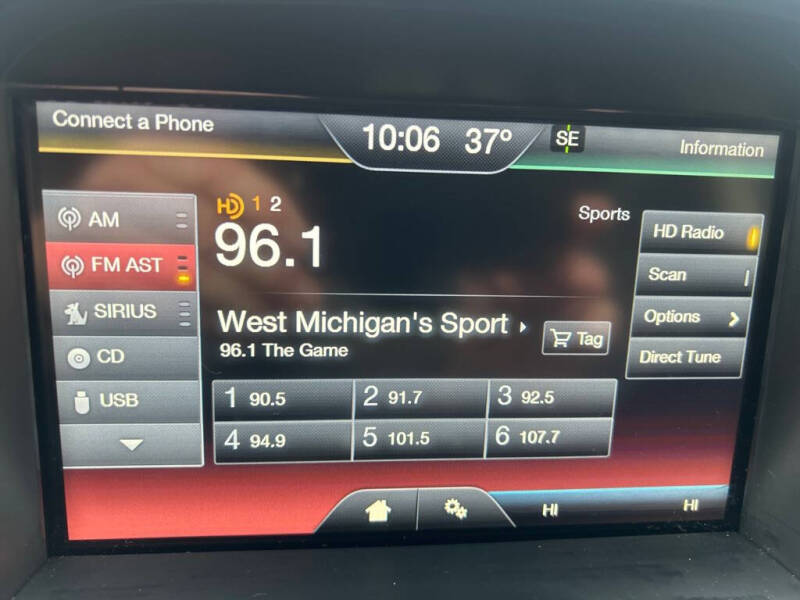 Connect a Phone
10:06 37°
SE
Information
AM
FM AST
SIRIUS
CD
USB
HD 1 2
96.1
Sports
West Michigan's Sport
96.1 The Game
Tag
HD Radio
Scan
Options
Direct Tune
1 90.5
2 91.7
3 92.5
4 94.9
5 101.5
6 107.7
HI
HI